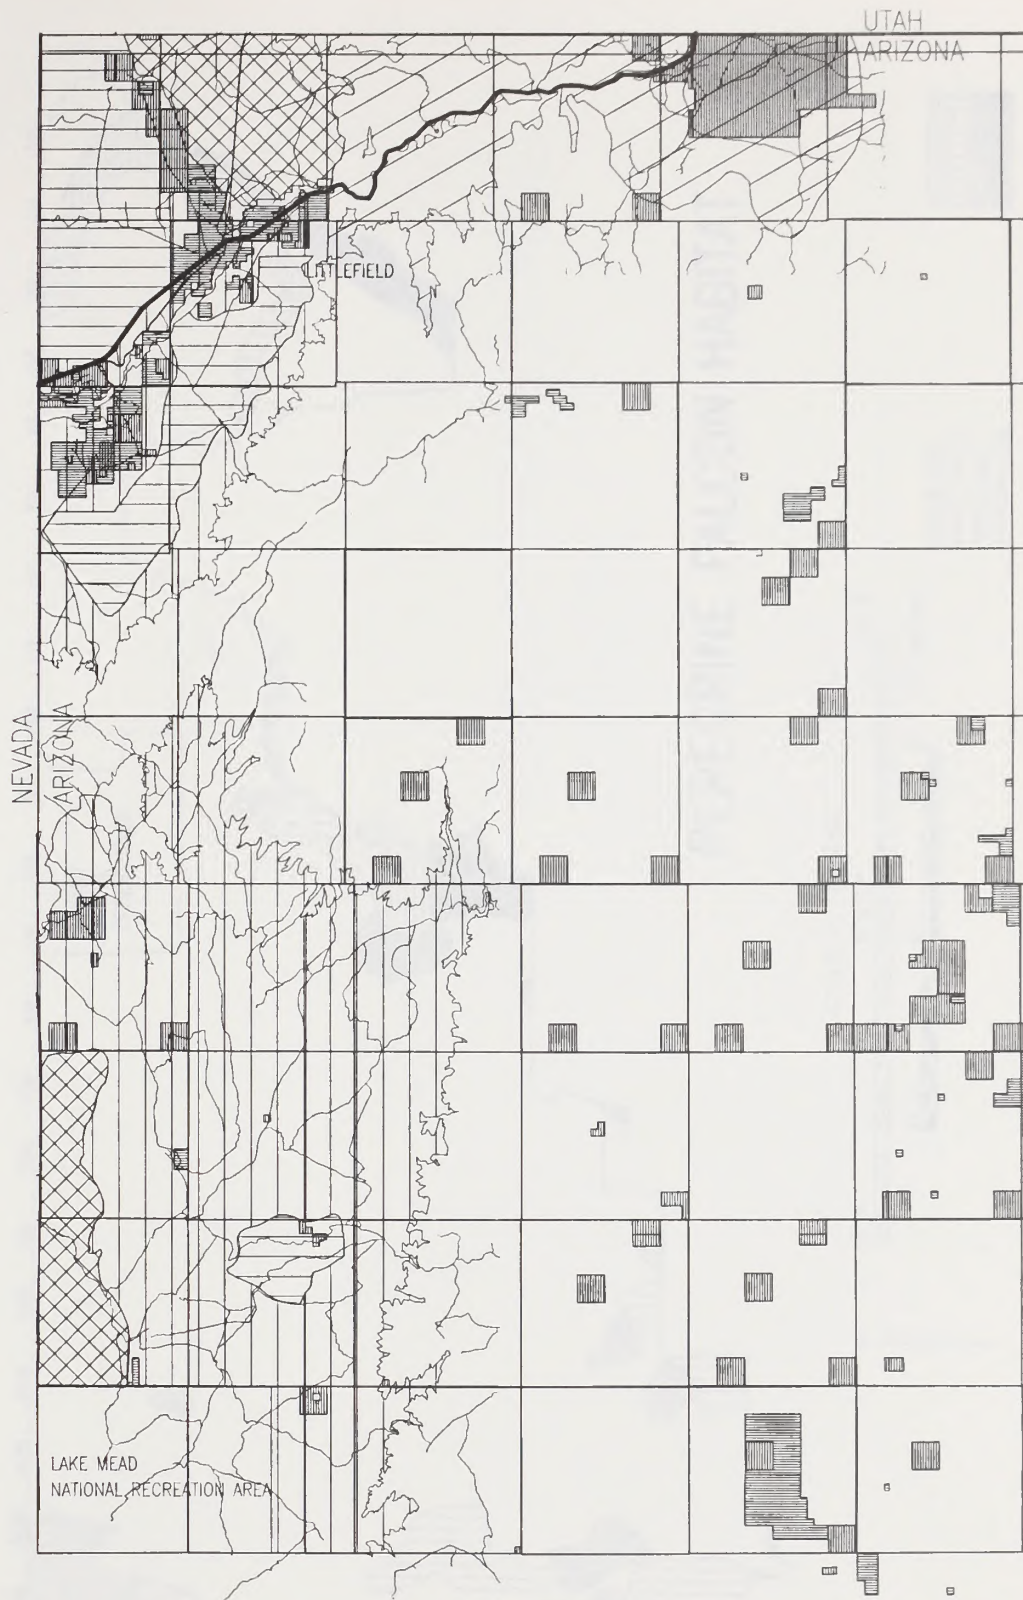 UTAH
ARIZONA
LITTLEFIELD
NEVADA
ARIZONA
LAKE MEAD
NATIONAL RECREATION AREA